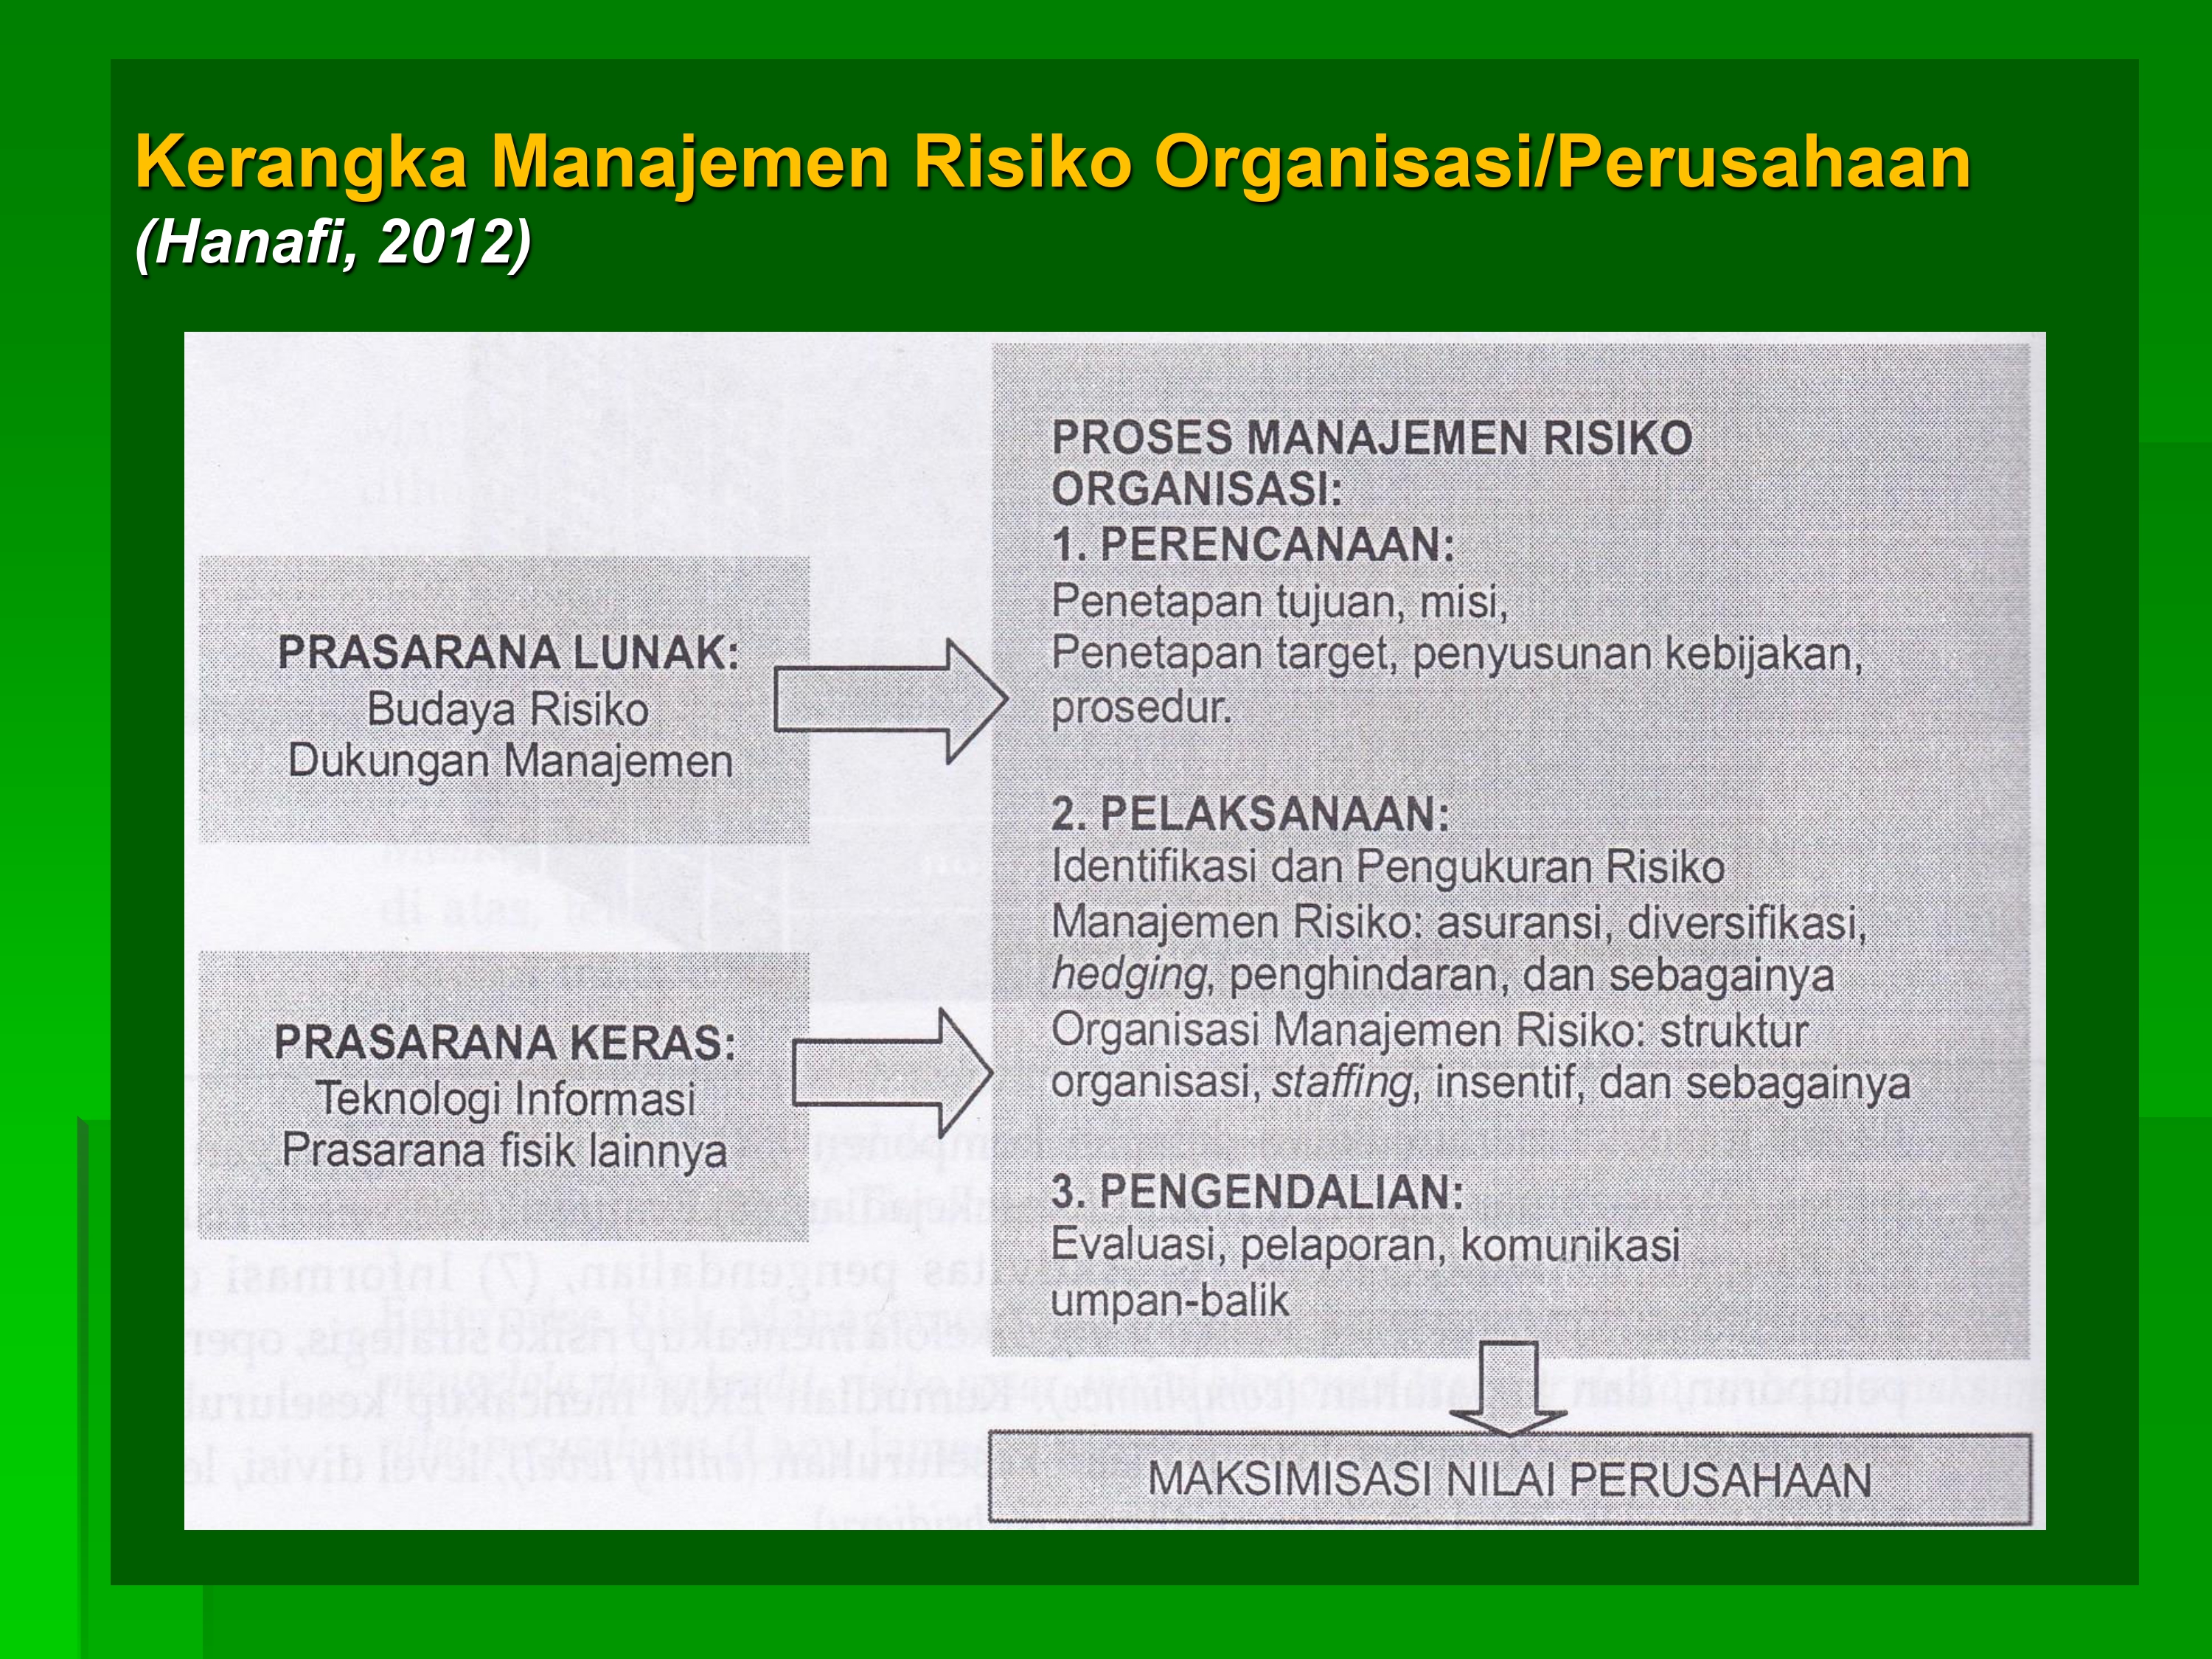 Kerangka Manajemen Risiko Organisasi/Perusahaan
(Hanafi, 2012)
PRASARANA LUNAK:
Budaya Risiko
Dukungan Manajemen
PRASARANA KERAS:
Teknologi Informasi
Prasarana fisik lainnya
PROSES MANAJEMEN RISIKO
ORGANISASI:
1. PERENCANAAN:
Penetapan tujuan, misi,
Penetapan target, penyusunan kebijakan,
prosedur.
2. PELAKSANAAN:
Identifikasi dan Pengukuran Risiko
Manajemen Risiko: asuransi, diversifikasi,
hedging, penghindaran, dan sebagainya
Organisasi Manajemen Risiko: struktur
organisasi, staffing, insentif, dan sebagainya
3. PENGENDALIAN:
Evaluasi, pelaporan, komunikasi
umpan-balik
MAKSIMISASI NILAI PERUSAHAAN